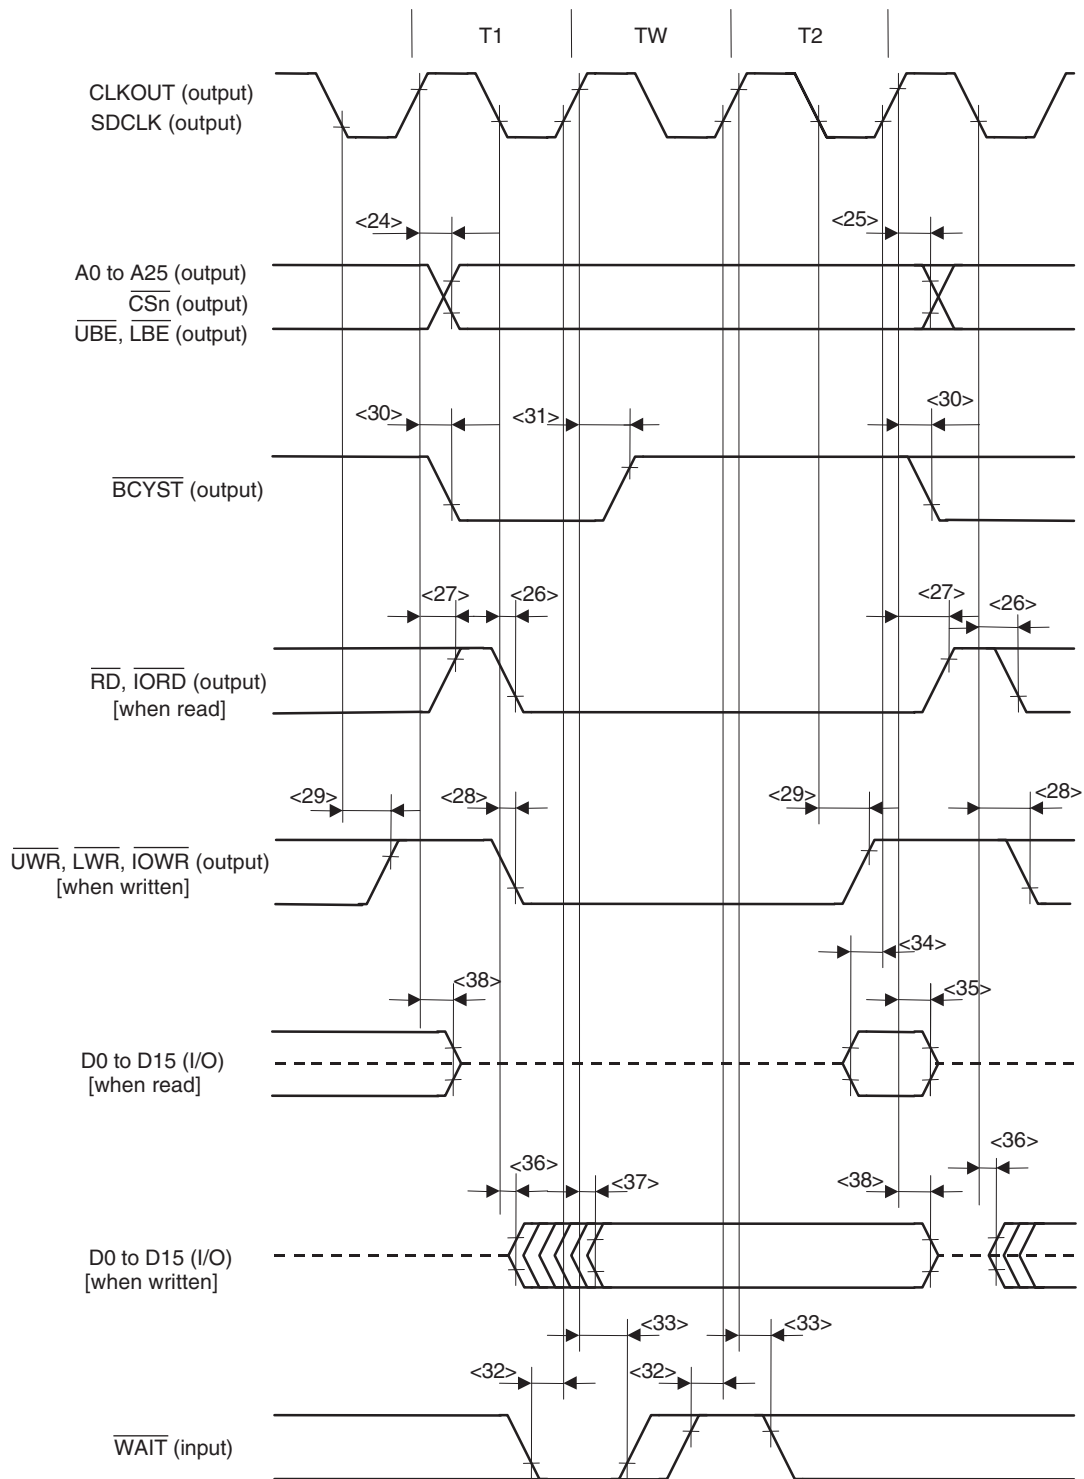 T1 TW T2
CLKOUT (output)
SDCLK (output)
<24> <25>
A0 to A25 (output)
CSn (output)
UBE, LBE (output)
<30> <31> <30>
BCYST (output)
<27> <26> <27> <26>
RD, IORD (output)
[when read]
<29> <28> <29> <28>
UWR, LWR, IOWR (output)
[when written]
<34>
<38> <35>
D0 to D15 (I/O)
[when read]
<36> <37> <38> <36>
D0 to D15 (I/O)
[when written]
<33> <33>
<32> <32>
WAIT (input)